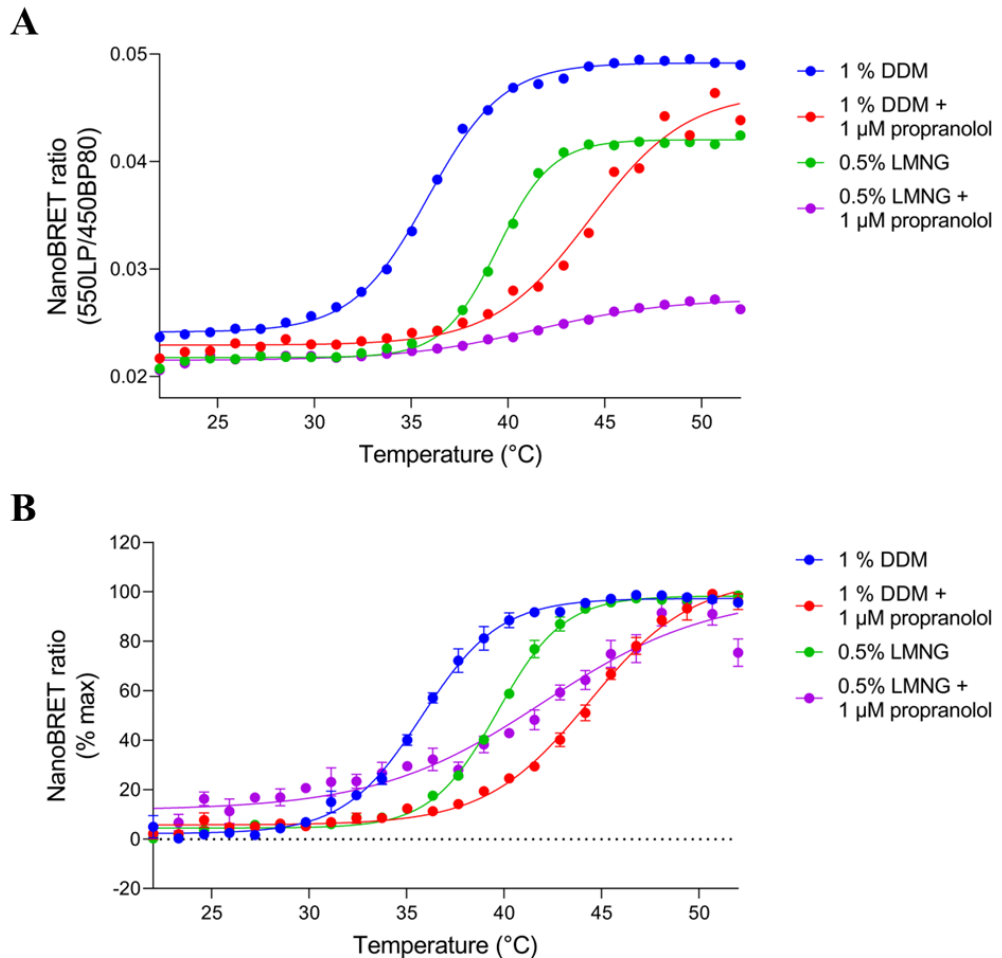 A
NanoBRET ratio
(550LP/450BP80)
0.05
0.04
0.03
0.02
25
30
35
40
45
50
Temperature (°C)
1 % DDM
1 % DDM +
1 µM propranolol
0.5% LMNG
0.5% LMNG +
1 µM propranolol
B
NanoBRET ratio
(% max)
120
100
80
60
40
20
0
-20
25
30
35
40
45
50
Temperature (°C)
1 % DDM
1 % DDM +
1 µM propranolol
0.5% LMNG
0.5% LMNG +
1 µM propranolol